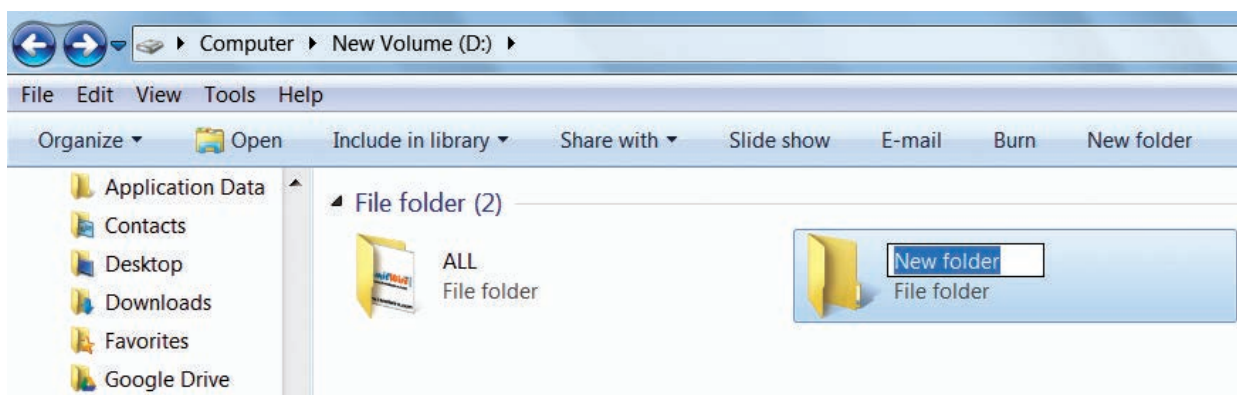 Computer ▸ New Volume (D:) ▸
File Edit View Tools Help
Organize ▾ Open Include in library ▾ Share with ▾ Slide show E-mail Burn New folder
Application Data
Contacts
Desktop
Downloads
Favorites
Google Drive
File folder (2)
ALL
File folder
New folder
File folder